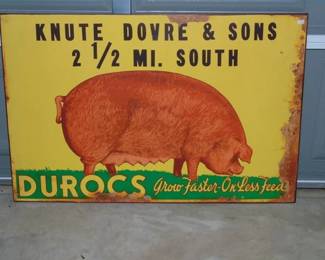 KNUTE DOVRE & SONS
2 1/2 MI. SOUTH
DUROCS Grow Faster-On Less Feed